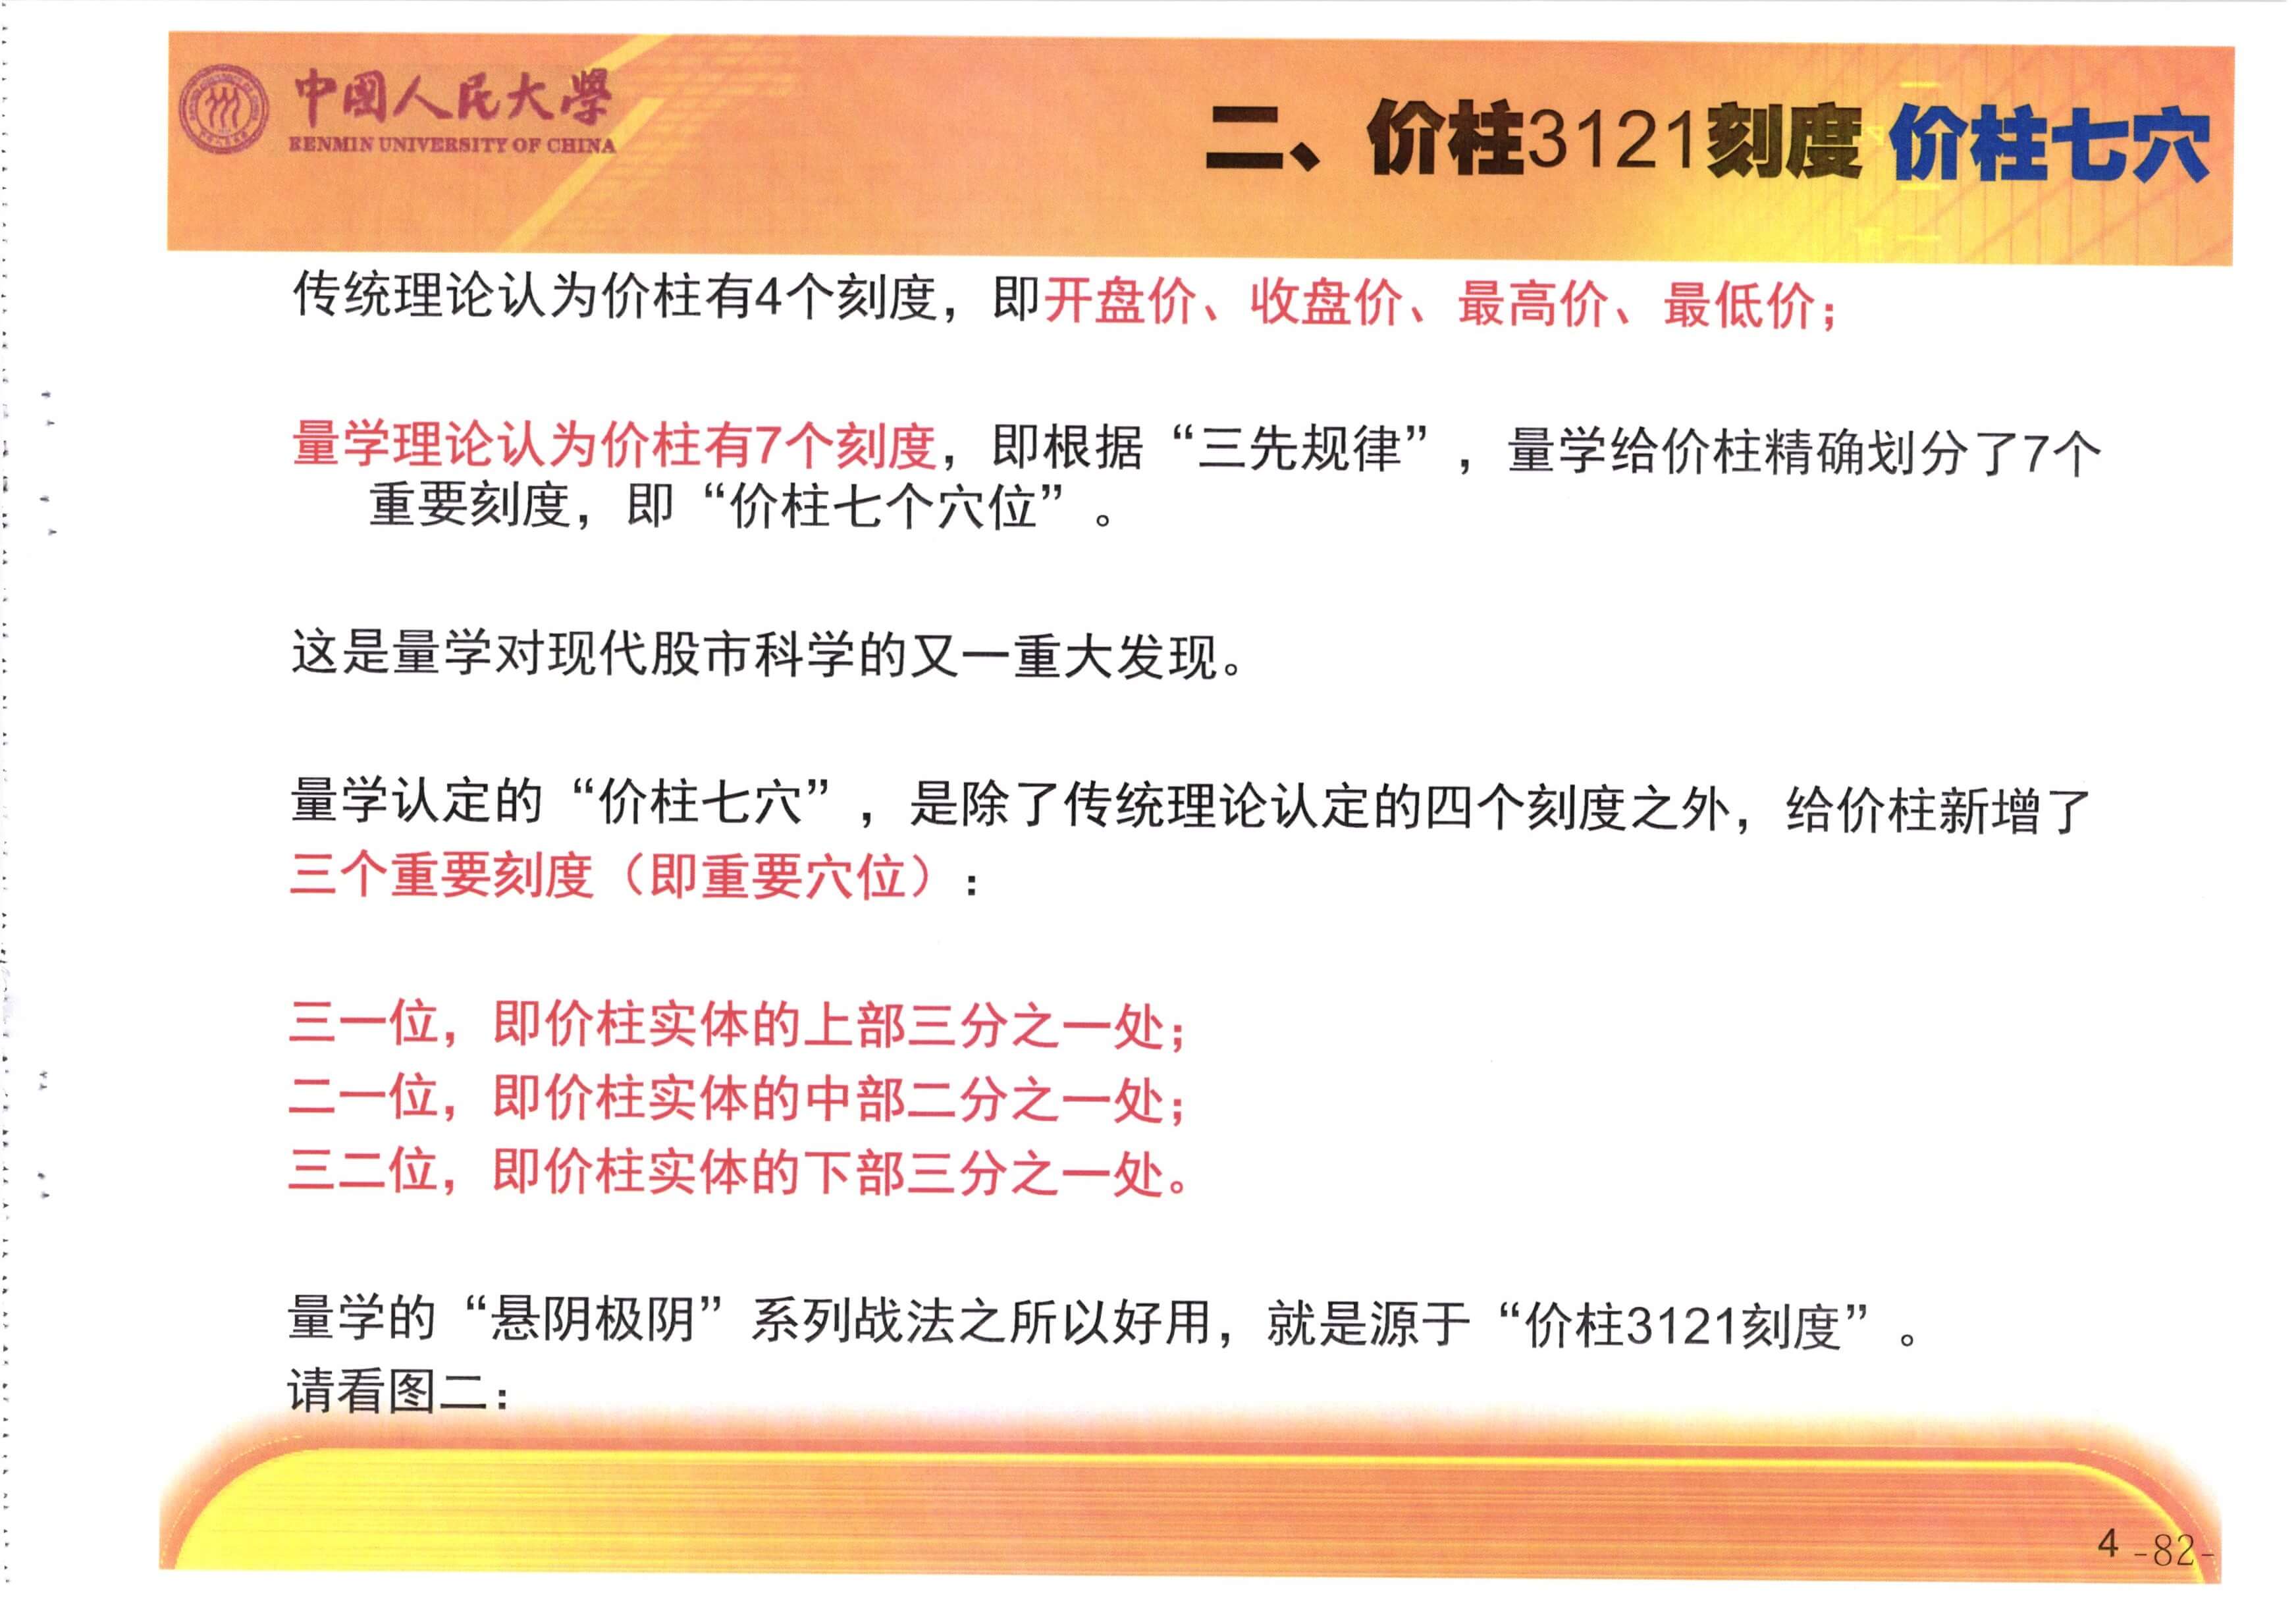 中国人民大學
RENMIN UNIVERSITY OF CHINA
二、价柱3121刻度 价柱七穴
传统理论认为价柱有4个刻度，即开盘价、收盘价、最高价、最低价；
量学理论认为价柱有7个刻度，即根据“三先规律”，量学给价柱精确划分了7个
重要刻度，即“价柱七个穴位”。
这是量学对现代股市科学的又一重大发现。
量学认定的“价柱七穴”，是除了传统理论认定的四个刻度之外，给价柱新增了
三个重要刻度（即重要穴位）：
三一位，即价柱实体的上部三分之一处；
二一位，即价柱实体的中部二分之一处；
三二位，即价柱实体的下部三分之一处。
量学的“悬阴极阴”系列战法之所以好用，就是源于“价柱3121刻度”。
请看图二：
4 -82-